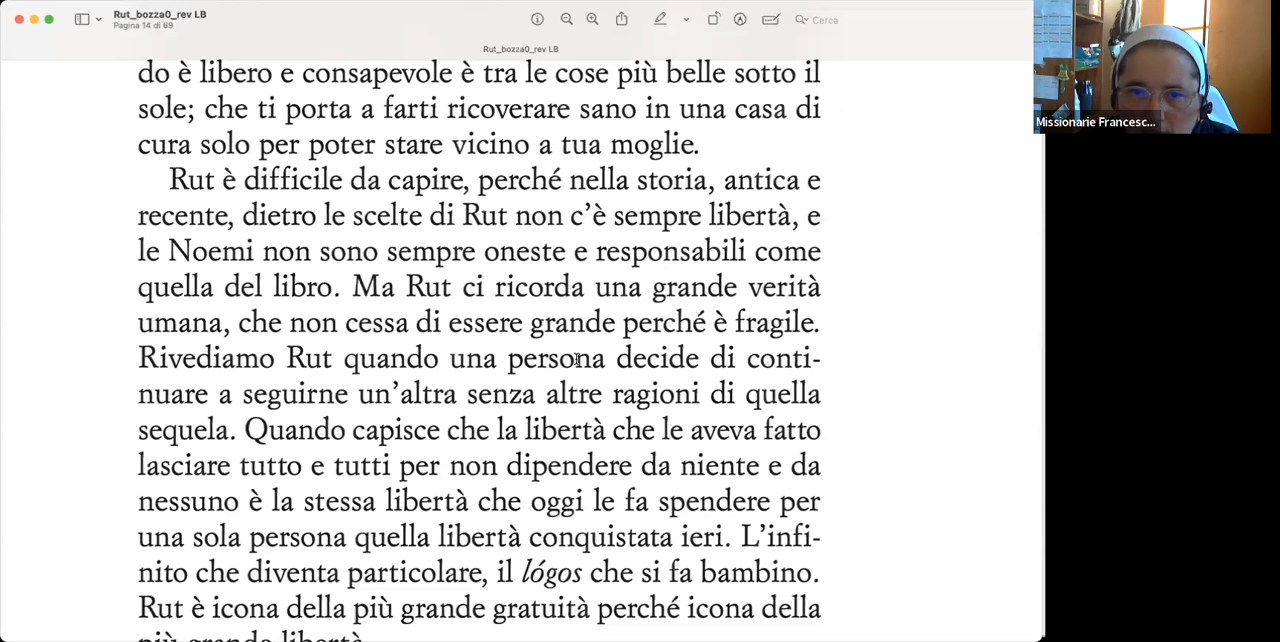 Rut_bozza0_rev LB
Pagina 14 di 69
Cerca
Rut_bozza0_rev LB
Missionarie Francesc...
do è libero e consapevole è tra le cose più belle sotto il
sole; che ti porta a farti ricoverare sano in una casa di
cura solo per poter stare vicino a tua moglie.
Rut è difficile da capire, perché nella storia, antica e
recente, dietro le scelte di Rut non c’è sempre libertà, e
le Noemi non sono sempre oneste e responsabili come
quella del libro. Ma Rut ci ricorda una grande verità
umana, che non cessa di essere grande perché è fragile.
Rivediamo Rut quando una persona decide di conti-
nuare a seguirne un’altra senza altre ragioni di quella
sequela. Quando capisce che la libertà che le aveva fatto
lasciare tutto e tutti per non dipendere da niente e da
nessuno è la stessa libertà che oggi le fa spendere per
una sola persona quella libertà conquistata ieri. L’infi-
nito che diventa particolare, il lógos che si fa bambino.
Rut è icona della più grande gratuità perché icona della
più grande libertà.